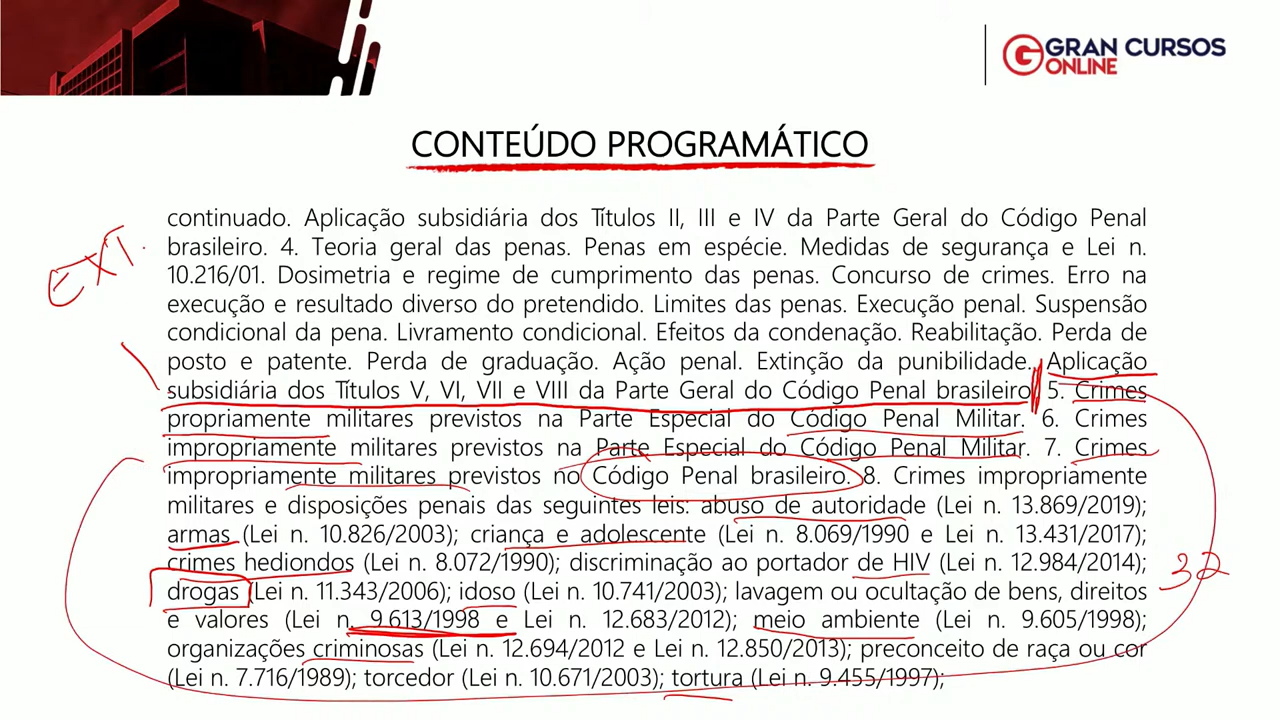 GRAN CURSOS
ONLINE
CONTEÚDO PROGRAMÁTICO
continuado. Aplicação subsidiária dos Títulos II, III e IV da Parte Geral do Código Penal
EXT.
brasileiro. 4. Teoria geral das penas. Penas em espécie. Medidas de segurança e Lei n.
10.216/01. Dosimetria e regime de cumprimento das penas. Concurso de crimes. Erro na
execução e resultado diverso do pretendido. Limites das penas. Execução penal. Suspensão
condicional da pena. Livramento condicional. Efeitos da condenação. Reabilitação. Perda de
posto e patente. Perda de graduação. Ação penal. Extinção da punibilidade. Aplicação
subsidiária dos Títulos V, VI, VII e VIII da Parte Geral do Código Penal brasileiro 5. Crimes
propriamente militares previstos na Parte Especial do Código Penal Militar. 6. Crimes
impropriamente militares previstos na Parte Especial do Código Penal Militar. 7. Crimes
impropriamente militares previstos no Código Penal brasileiro. 8. Crimes impropriamente
militares e disposições penais das seguintes leis: abuso de autoridade (Lei n. 13.869/2019);
armas (Lei n. 10.826/2003); criança e adolescente (Lei n. 8.069/1990 e Lei n. 13.431/2017);
crimes hediondos (Lei n. 8.072/1990); discriminação ao portador de HIV (Lei n. 12.984/2014);
32
drogas (Lei n. 11.343/2006); idoso (Lei n. 10.741/2003); lavagem ou ocultação de bens, direitos
e valores (Lei n. 9.613/1998 e Lei n. 12.683/2012); meio ambiente (Lei n. 9.605/1998);
organizações criminosas (Lei n. 12.694/2012 e Lei n. 12.850/2013); preconceito de raça ou cor
(Lei n. 7.716/1989); torcedor (Lei n. 10.671/2003); tortura (Lei n. 9.455/1997);